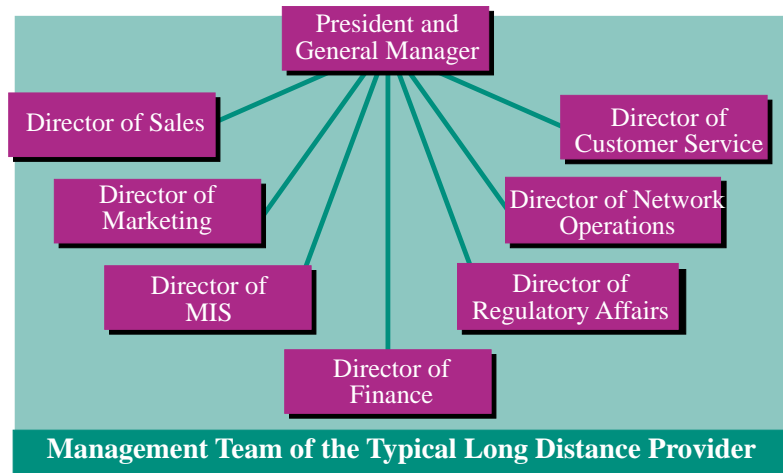 President and
General Manager
Director of Sales
Director of
Customer Service
Director of
Marketing
Director of Network
Operations
Director of
MIS
Director of
Regulatory Affairs
Director of
Finance
Management Team of the Typical Long Distance Provider